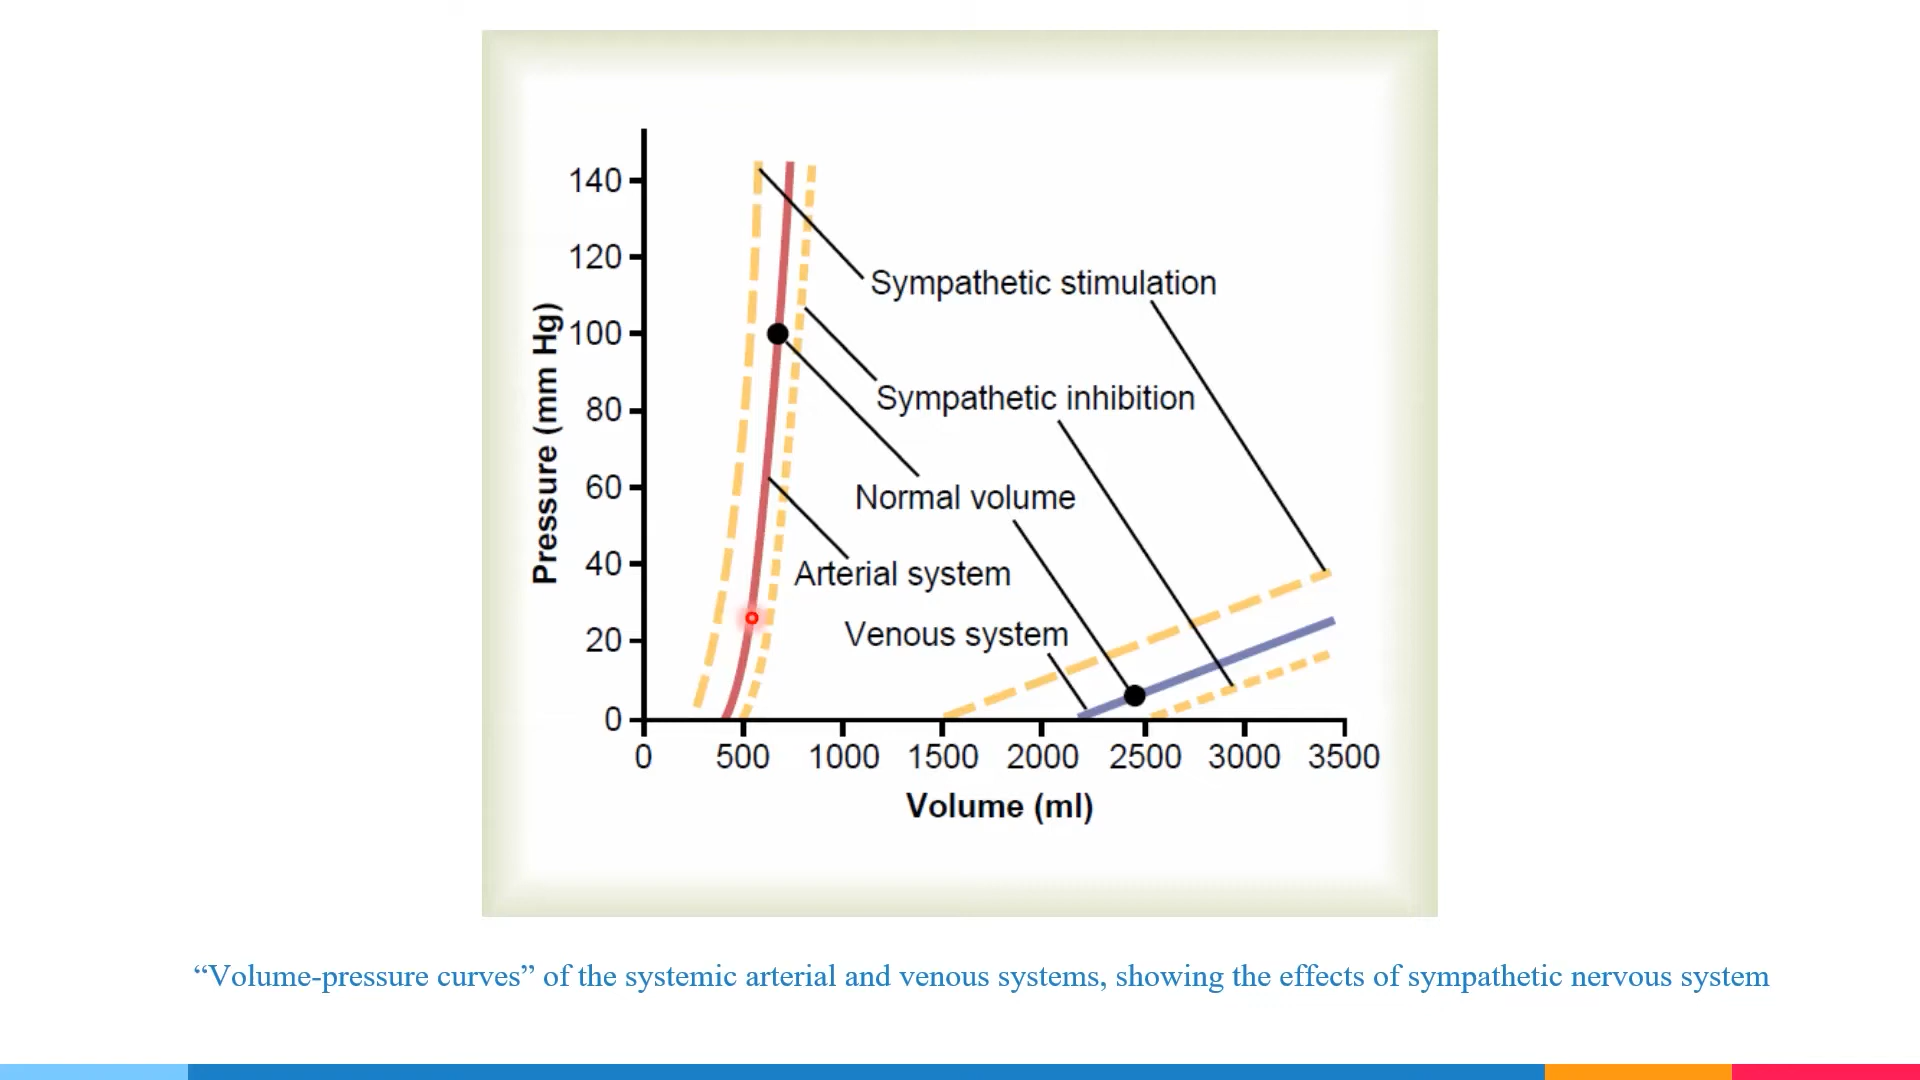 140
120
Sympathetic stimulation
100
Sympathetic inhibition
80
Pressure (mm Hg)
60
Normal volume
40
Arterial system
20
Venous system
0
0 500 1000 1500 2000 2500 3000 3500
Volume (ml)
“Volume-pressure curves” of the systemic arterial and venous systems, showing the effects of sympathetic nervous system